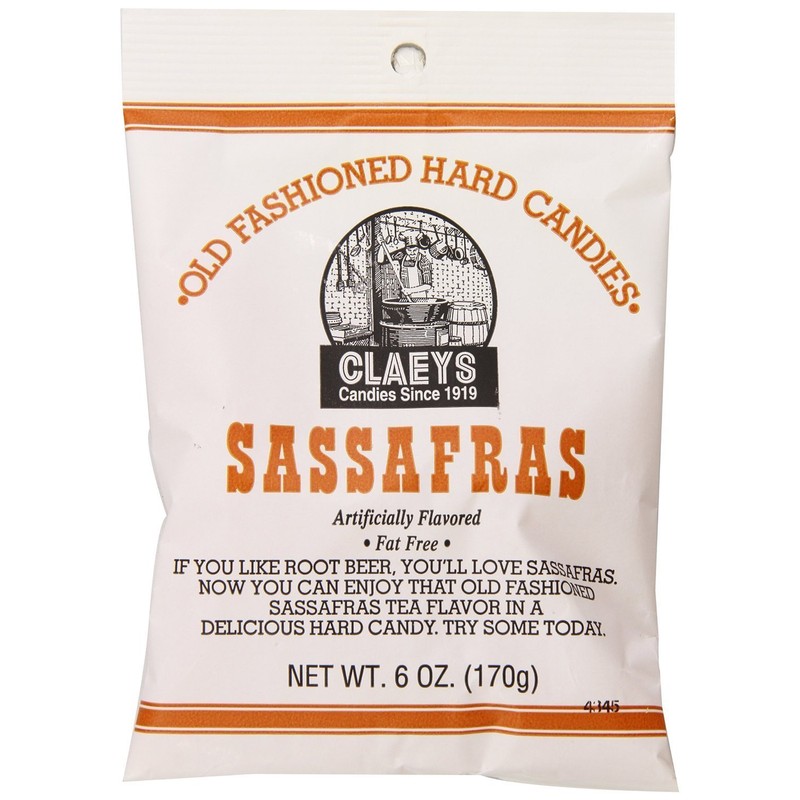 •OLD FASHIONED HARD CANDIES•
CLAEYS
Candies Since 1919
SASSAFRAS
Artificially Flavored
• Fat Free •
IF YOU LIKE ROOT BEER, YOU'LL LOVE SASSAFRAS.
NOW YOU CAN ENJOY THAT OLD FASHIONED
SASSAFRAS TEA FLAVOR IN A
DELICIOUS HARD CANDY. TRY SOME TODAY.
NET WT. 6 OZ. (170g)
4345